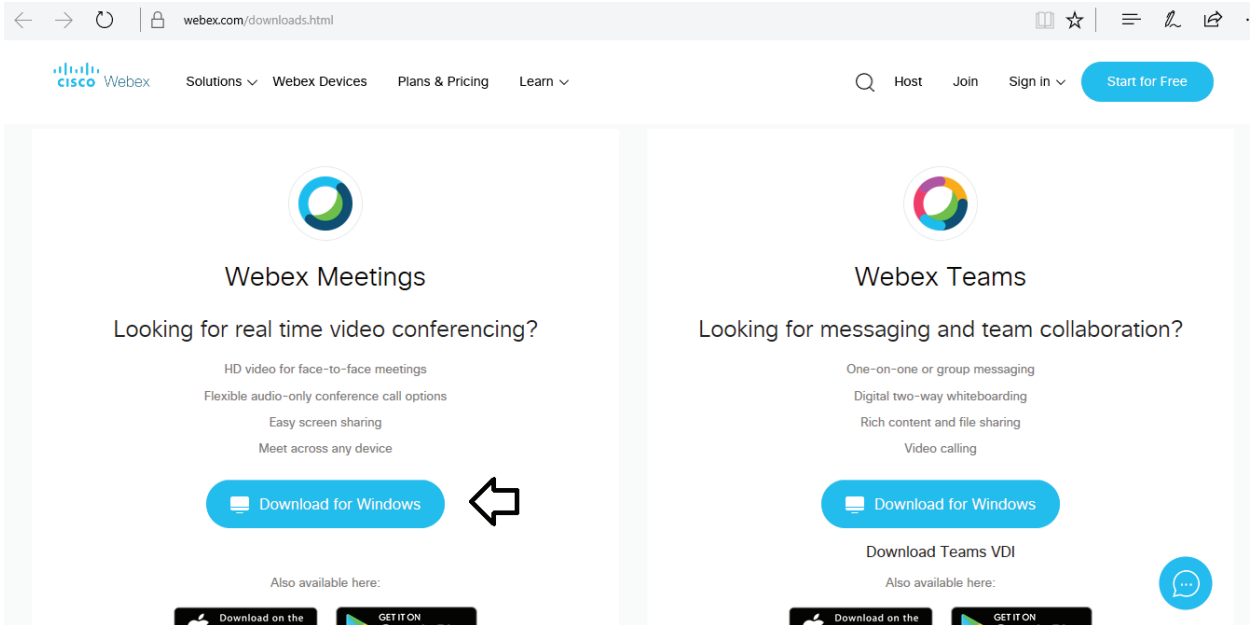 webex.com/downloads.html
CISCO Webex
Solutions Webex Devices Plans & Pricing Learn Host Join Sign in Start for Free
Webex Meetings
Looking for real time video conferencing?
HD video for face-to-face meetings
Flexible audio-only conference call options
Easy screen sharing
Meet across any device
Download for Windows
Also available here:
Download on the
GET IT ON
Webex Teams
Looking for messaging and team collaboration?
One-on-one or group messaging
Digital two-way whiteboarding
Rich content and file sharing
Video calling
Download for Windows
Download Teams VDI
Also available here:
Download on the
GET IT ON